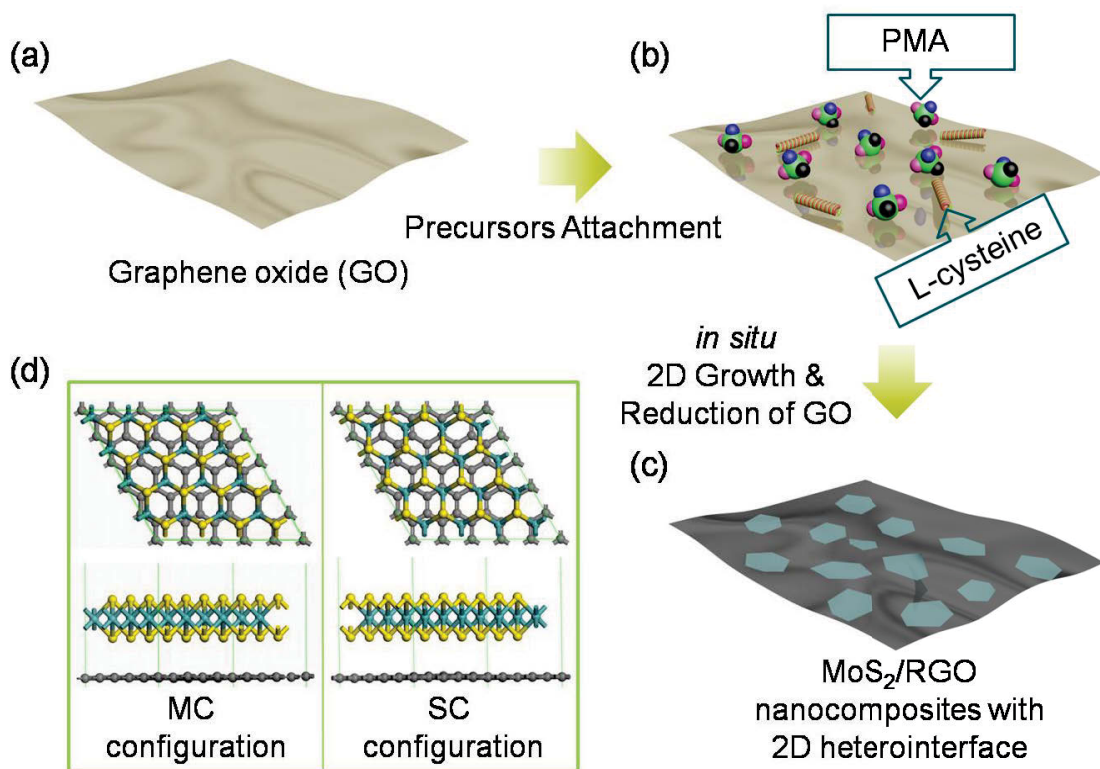 (a)
Graphene oxide (GO)
Precursors Attachment
(b)
PMA
L-cysteine
in situ
2D Growth &
Reduction of GO
(c)
MoS₂/RGO
nanocomposites with
2D heterointerface
(d)
MC
configuration
SC
configuration